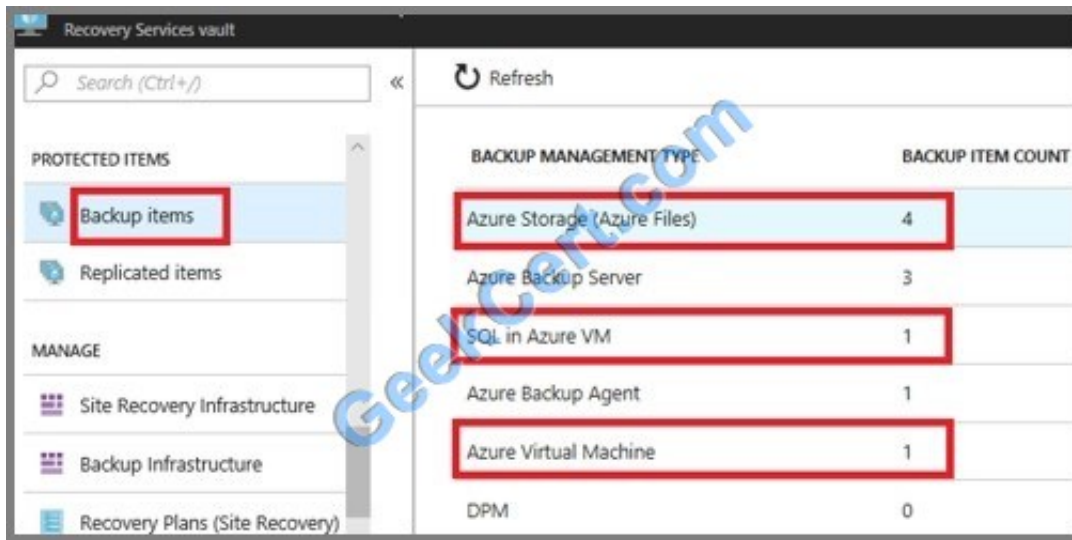 Recovery Services vault
Search (Ctrl+/)
«
Refresh
PROTECTED ITEMS
Backup items
Replicated items
MANAGE
Site Recovery Infrastructure
Backup Infrastructure
Recovery Plans (Site Recovery)
BACKUP MANAGEMENT TYPE BACKUP ITEM COUNT
Azure Storage (Azure Files) 4
Azure Backup Server 3
SQL in Azure VM 1
Azure Backup Agent 1
Azure Virtual Machine 1
DPM 0
GeekCert.com